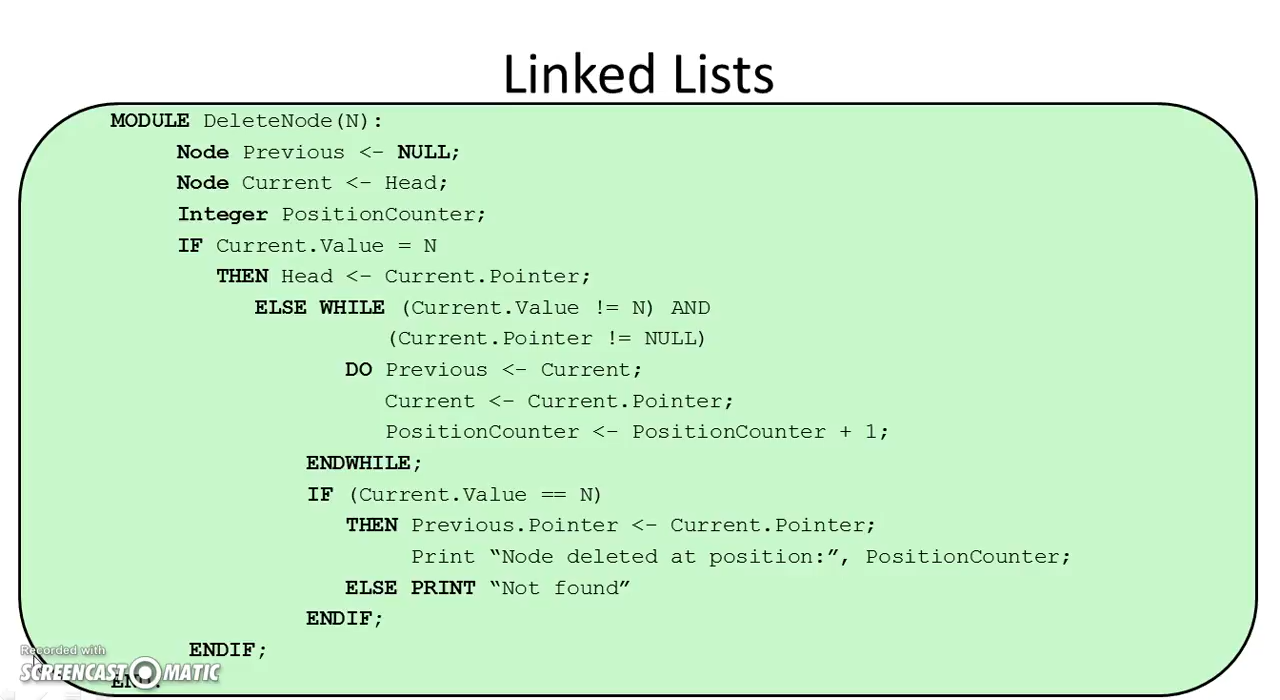 Linked Lists
MODULE DeleteNode(N):
Node Previous <- NULL;
Node Current <- Head;
Integer PositionCounter;
IF Current.Value = N
THEN Head <- Current.Pointer;
ELSE WHILE (Current.Value != N) AND
(Current.Pointer != NULL)
DO Previous <- Current;
Current <- Current.Pointer;
PositionCounter <- PositionCounter + 1;
ENDWHILE;
IF (Current.Value == N)
THEN Previous.Pointer <- Current.Pointer;
Print “Node deleted at position:”, PositionCounter;
ELSE PRINT “Not found”
ENDIF;
ENDIF;
Recorded with
SCREENCAST-O-MATIC